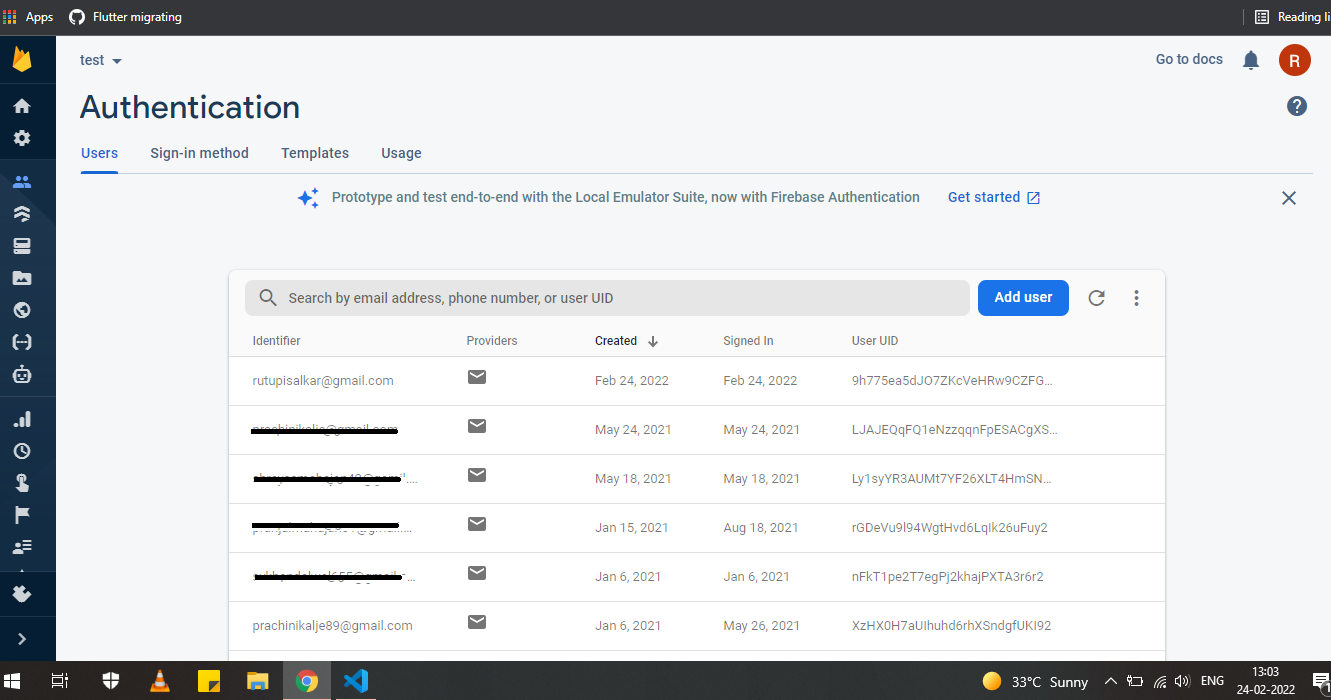 Apps Flutter migrating Reading li
test Go to docs R
Authentication ?
Users Sign-in method Templates Usage
Prototype and test end-to-end with the Local Emulator Suite, now with Firebase Authentication Get started
Search by email address, phone number, or user UID Add user
Identifier Providers Created Signed In User UID
rutupisalkar@gmail.com Feb 24, 2022 Feb 24, 2022 9h775ea5dJO7ZKcVeHRw9CZFG...
May 24, 2021 May 24, 2021 LJAJEQqFQ1eNzzqqnFpESACgXS...
May 18, 2021 May 18, 2021 Ly1syYR3AUMt7YF26XLT4HmSN...
Jan 15, 2021 Aug 18, 2021 rGDeVu9l94WgtHvd6LqIk26uFuy2
Jan 6, 2021 Jan 6, 2021 nFkT1pe2T7egPj2khajPXTA3r6r2
prachinikalje89@gmail.com Jan 6, 2021 May 26, 2021 XzHX0H7aUIhuhd6rhXSndgfUKI92
33°C Sunny ENG
13:03
24-02-2022